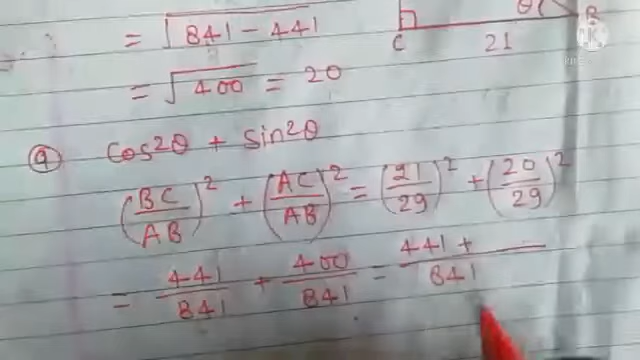 = √841 - 441
C 21 B θ
= √400 = 20
(a) cos2θ + sin2θ
(BC/AB)² + (AC/AB)² = (21/29)² + (20/29)²
= 441/841 + 400/841 = 441 + /841